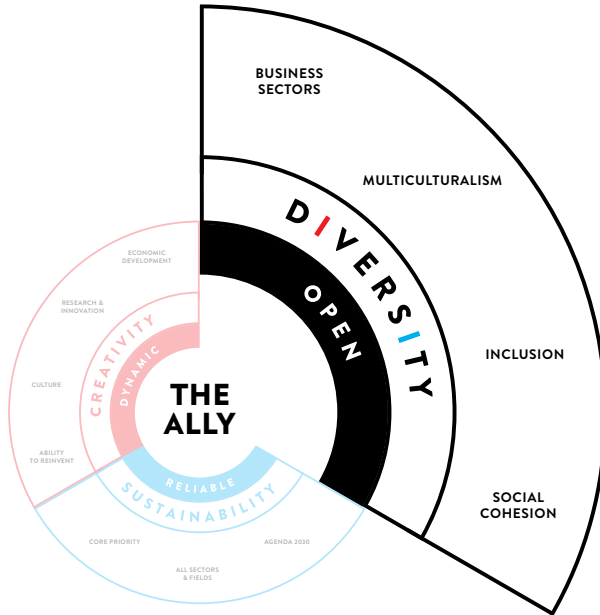 BUSINESS
SECTORS
MULTICULTURALISM
DIVERSITY
OPEN
INCLUSION
SOCIAL
COHESION
ECONOMIC
DEVELOPMENT
RESEARCH &
INNOVATION
CREATIVITY
DYNAMIC
CULTURE
ABILITY
TO REINVENT
THE
ALLY
RELIABLE
SUSTAINABILITY
CORE PRIORITY
AGENDA 2030
ALL SECTORS
& FIELDS